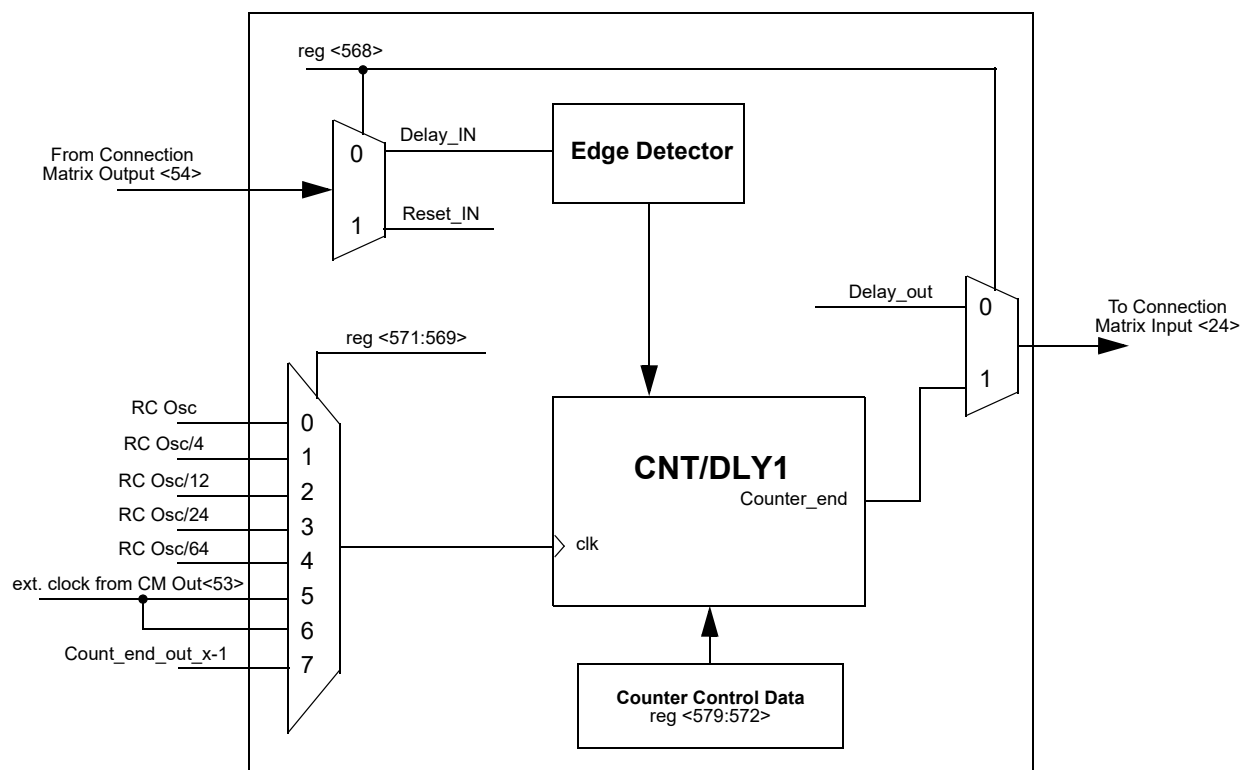 reg <568>
From Connection
Matrix Output <54>
0
1
Delay_IN
Reset_IN
Edge Detector
Delay_out
0
1
To Connection
Matrix Input <24>
reg <571:569>
RC Osc
RC Osc/4
RC Osc/12
RC Osc/24
RC Osc/64
ext. clock from CM Out<53>
Count_end_out_x-1
0
1
2
3
4
5
6
7
CNT/DLY1
Counter_end
clk
Counter Control Data
reg <579:572>